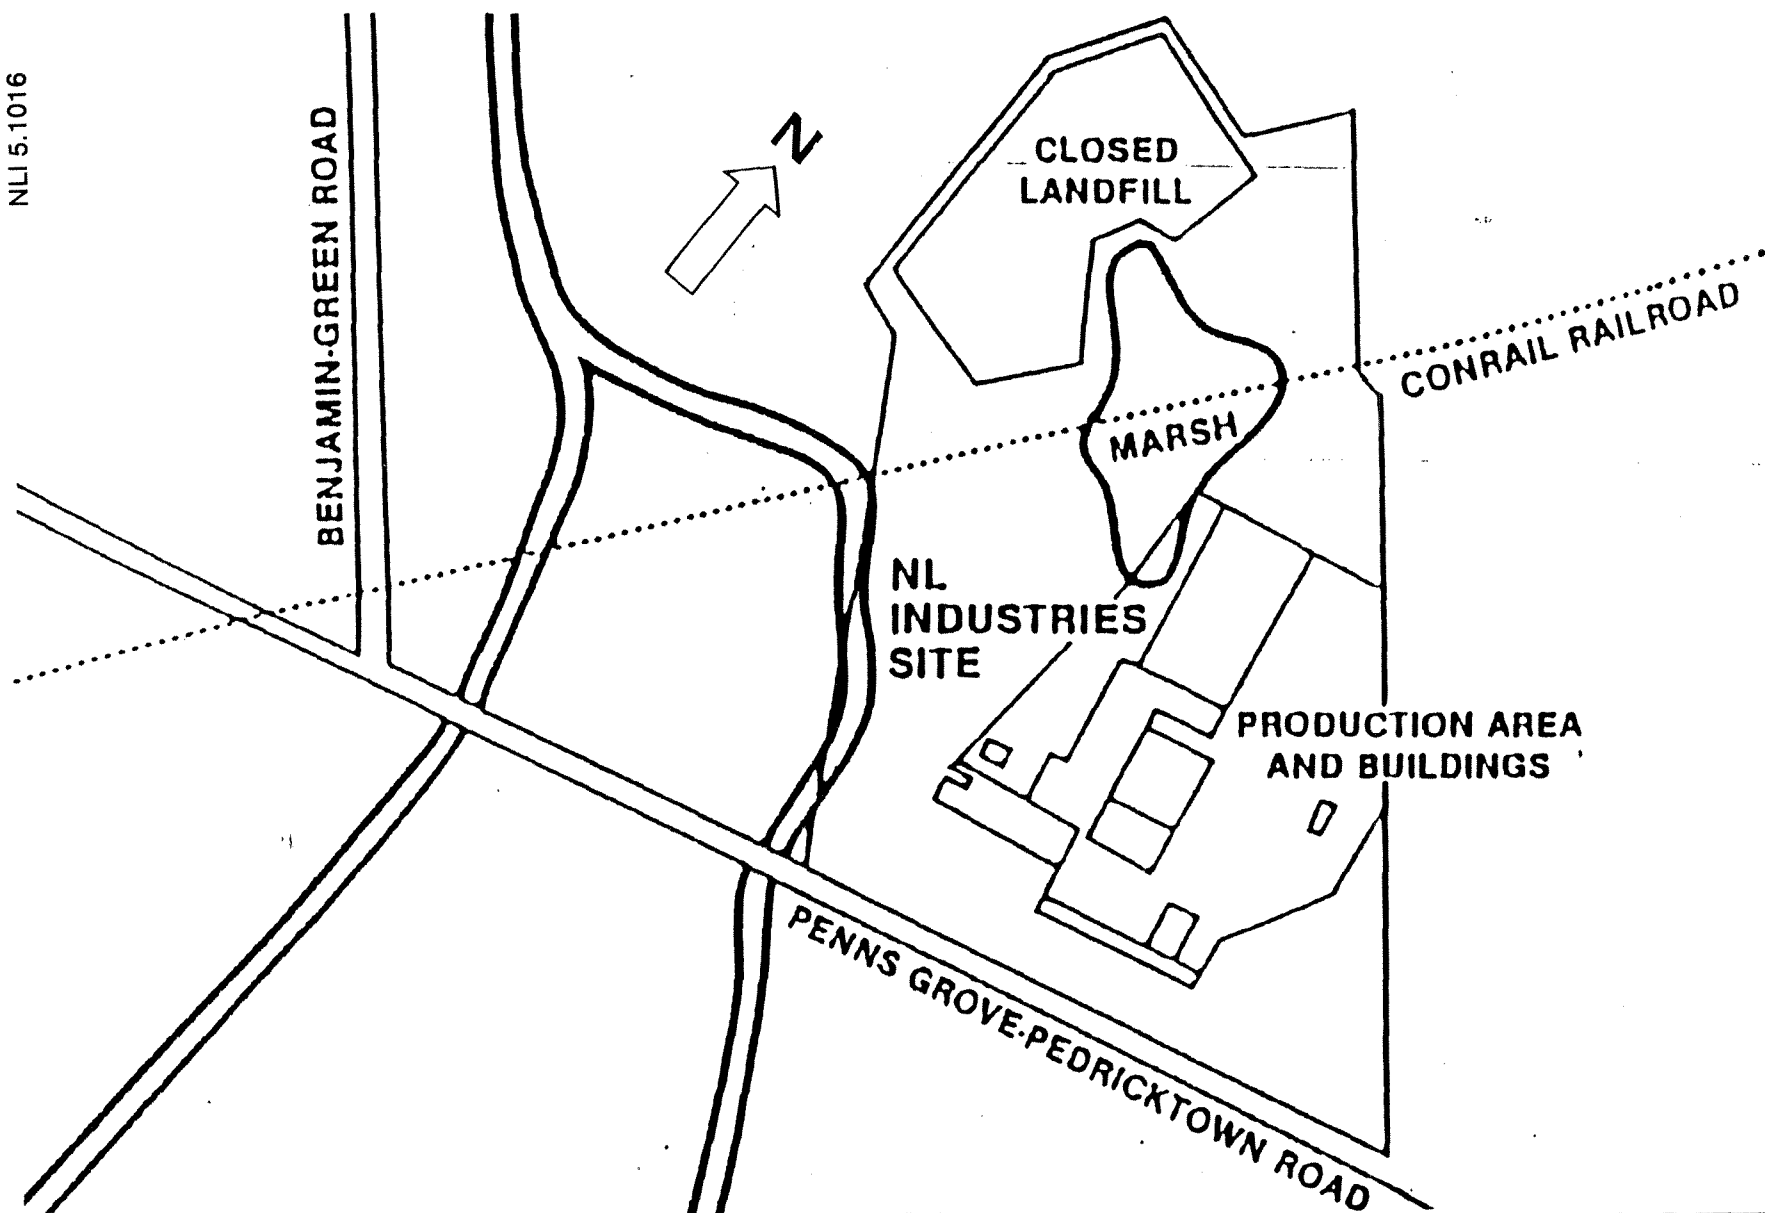 NLI 5.1016
BENJAMIN-GREEN ROAD
N
CLOSED
LANDFILL
CONRAIL RAILROAD
MARSH
NL
INDUSTRIES
SITE
PRODUCTION AREA
AND BUILDINGS
PENNS GROVE-PEDRICKTOWN ROAD